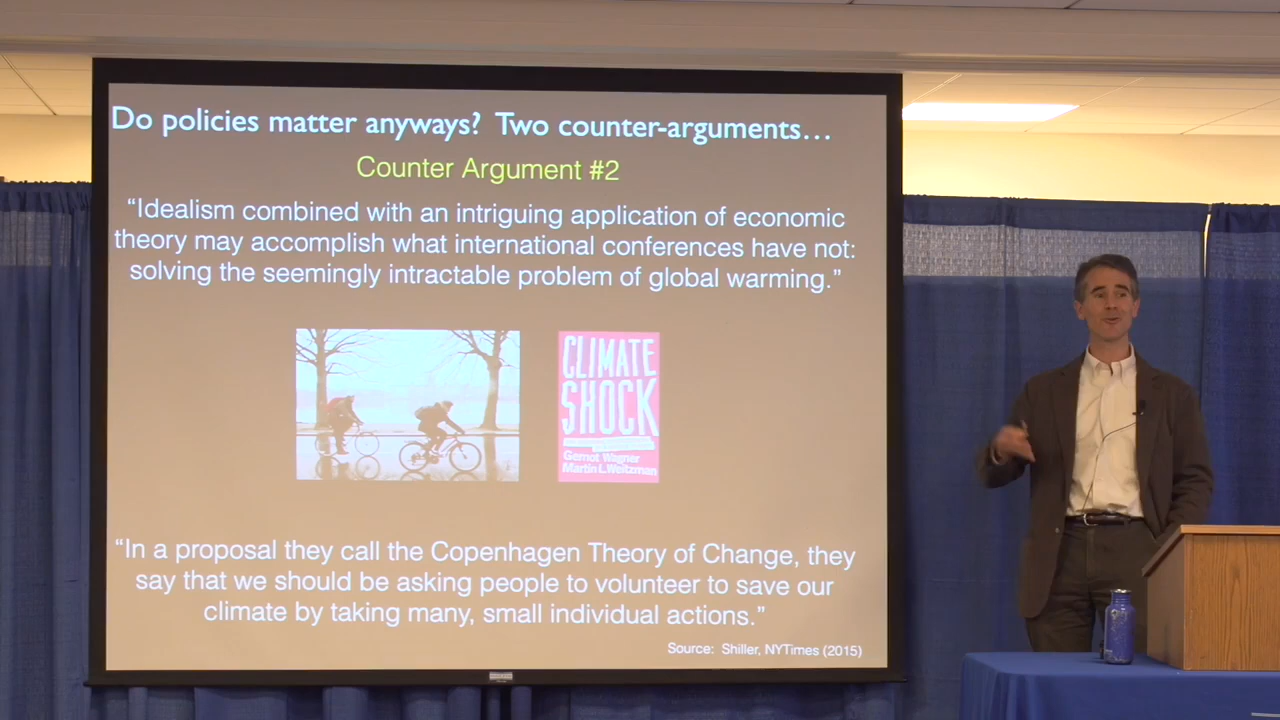 Do policies matter anyways? Two counter-arguments…
Counter Argument #2
“Idealism combined with an intriguing application of economic
theory may accomplish what international conferences have not:
solving the seemingly intractable problem of global warming.”
CLIMATE
SHOCK
Gernot Wagner
Martin L. Weitzman
“In a proposal they call the Copenhagen Theory of Change, they
say that we should be asking people to volunteer to save our
climate by taking many, small individual actions.”
Source: Shiller, NYTimes (2015)